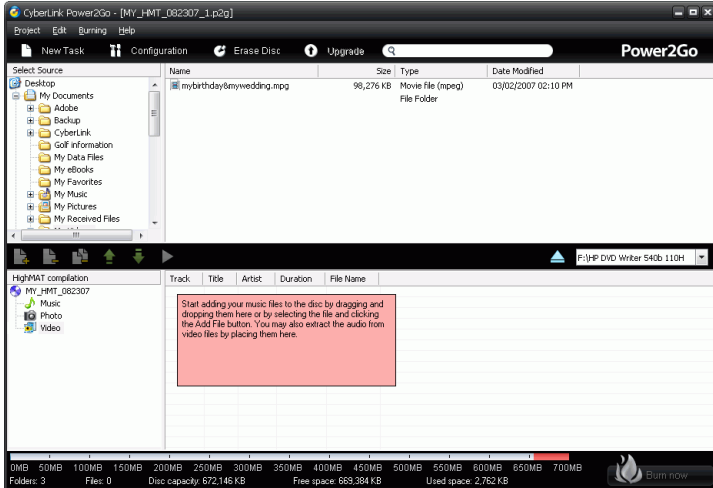 CyberLink Power2Go - [MY_HMT_082307_1.p2g]
Project Edit Burning Help
New Task Configuration Erase Disc Upgrade Power2Go
Select Source Name Size Type Date Modified
Desktop mybirthday&mywedding.mpg 98,276 KB Movie file (mpeg) 03/02/2007 02:10 PM
My Documents File Folder
Adobe
Backup
CyberLink
Golf information
My Data Files
My eBooks
My Favorites
My Music
My Pictures
My Received Files
F:\HP DVD Writer 540b 110H
HighMAT compilation Track Title Artist Duration File Name
MY_HMT_082307
Music
Photo
Video
Start adding your music files to the disc by dragging and
dropping them here or by selecting the file and clicking
the Add File button. You may also extract the audio from
video files by placing them here.
0MB 50MB 100MB 150MB 200MB 250MB 300MB 350MB 400MB 450MB 500MB 550MB 600MB 650MB 700MB
Folders: 3 Files: 0 Disc capacity: 672,146 KB Free space: 669,384 KB Used space: 2,762 KB Burn now